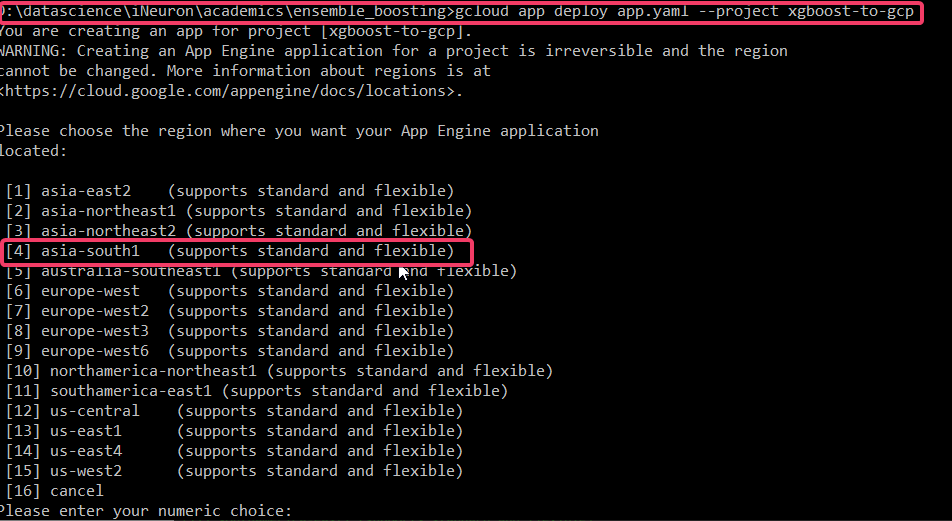 D:\datascience\iNeuron\academics\ensemble_boosting>gcloud app deploy app.yaml --project xgboost-to-gcp
You are creating an app for project [xgboost-to-gcp].
WARNING: Creating an App Engine application for a project is irreversible and the region
cannot be changed. More information about regions is at
<https://cloud.google.com/appengine/docs/locations>.
Please choose the region where you want your App Engine application
located:
[1] asia-east2    (supports standard and flexible)
[2] asia-northeast1 (supports standard and flexible)
[3] asia-northeast2 (supports standard and flexible)
[4] asia-south1   (supports standard and flexible)
[5] australia-southeast1 (supports standard and flexible)
[6] europe-west   (supports standard and flexible)
[7] europe-west2  (supports standard and flexible)
[8] europe-west3  (supports standard and flexible)
[9] europe-west6  (supports standard and flexible)
[10] northamerica-northeast1 (supports standard and flexible)
[11] southamerica-east1 (supports standard and flexible)
[12] us-central    (supports standard and flexible)
[13] us-east1      (supports standard and flexible)
[14] us-east4      (supports standard and flexible)
[15] us-west2      (supports standard and flexible)
[16] cancel
Please enter your numeric choice: